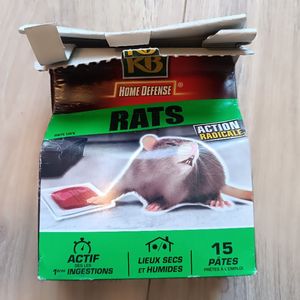 KB
HOME DEFENSE®
RATS
ACTION
RADICALE
ACTIF
DÈS LES
1ères INGESTIONS
LIEUX SECS
ET HUMIDES
15
PÂTES
PRÊTES À L'EMPLOI